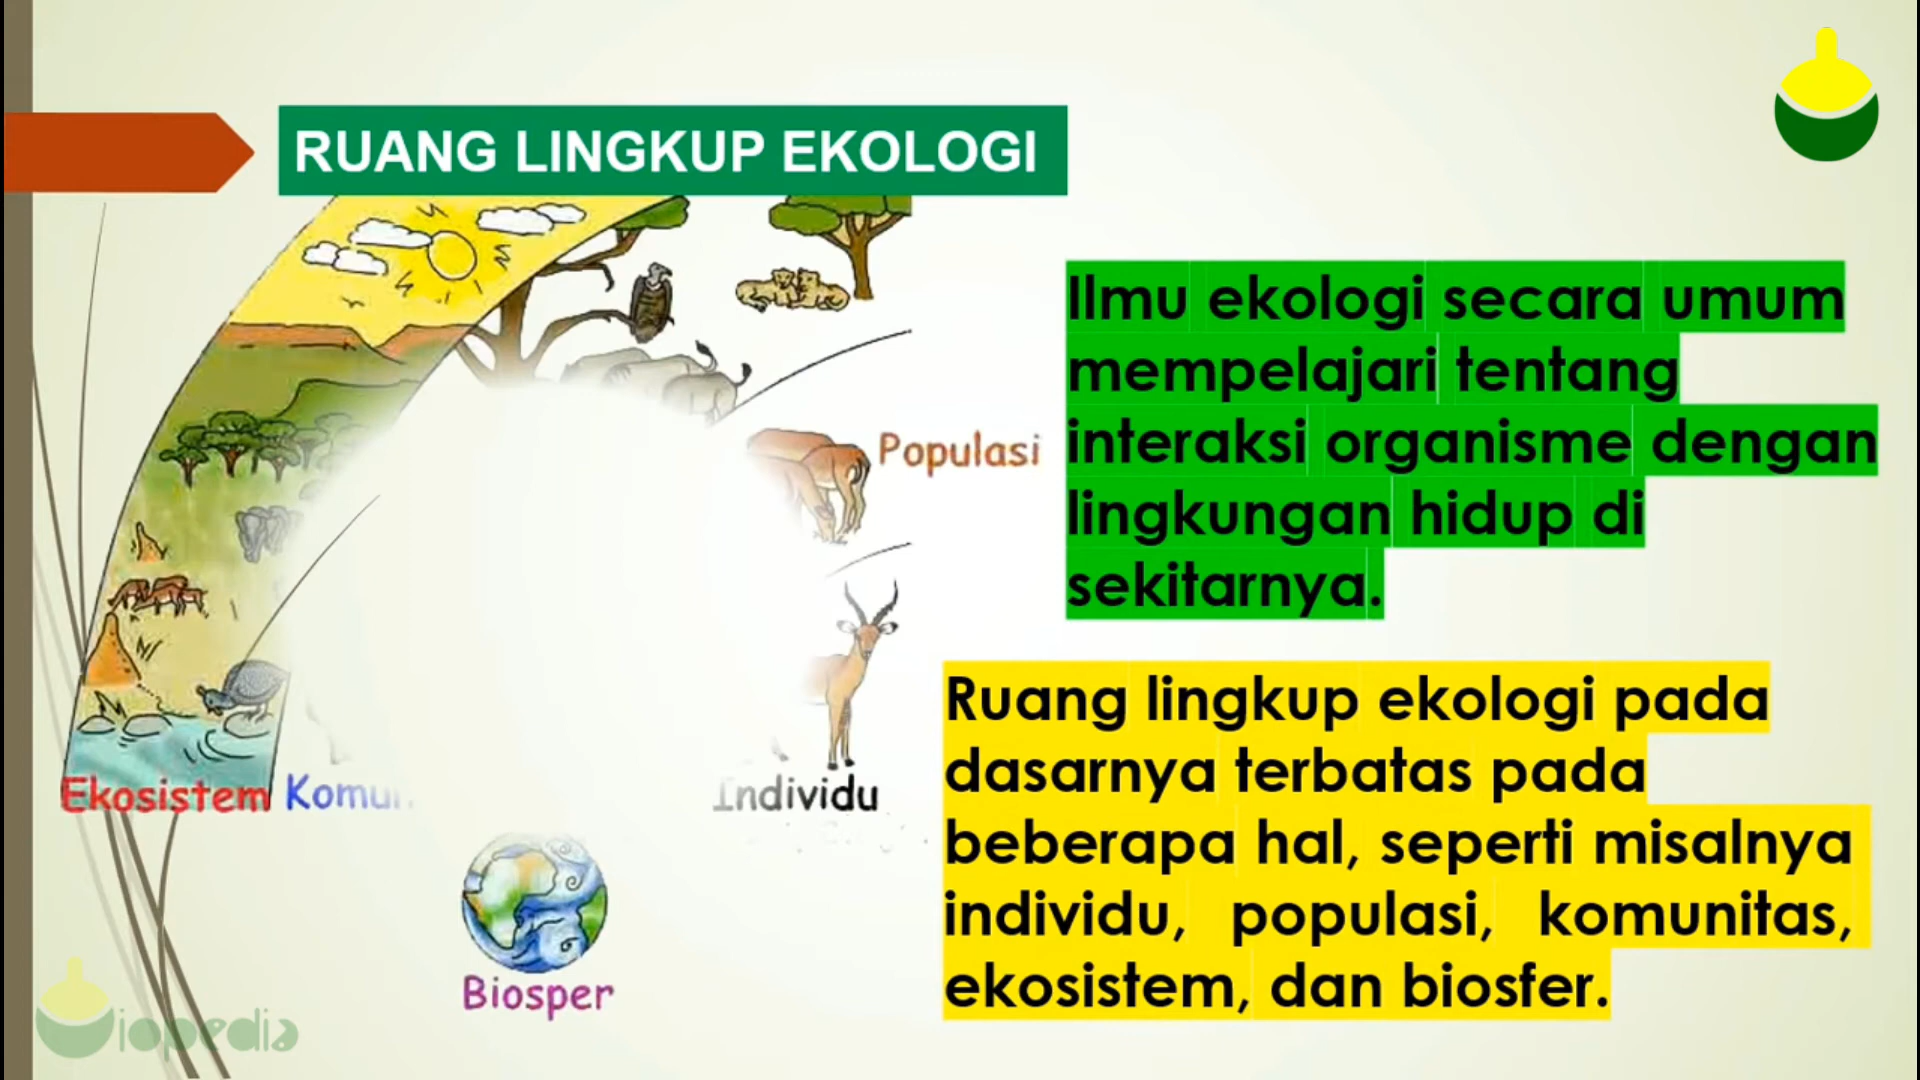 RUANG LINGKUP EKOLOGI
Ilmu ekologi secara umum
mempelajari tentang
interaksi organisme dengan
lingkungan hidup di
sekitarnya.
Populasi
Ruang lingkup ekologi pada
dasarnya terbatas pada
beberapa hal, seperti misalnya
individu, populasi, komunitas,
ekosistem, dan biosfer.
Ekosistem
Individu
Biosper
iopedia